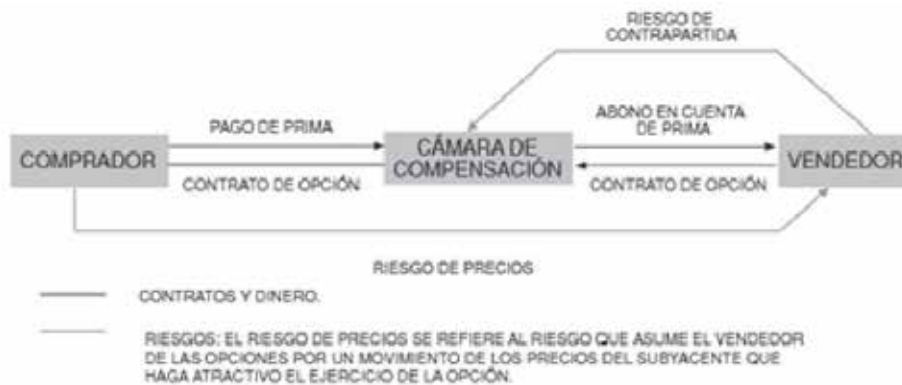 RIESGO DE
CONTRAPARTIDA
PAGO DE PRIMA
ABONO EN CUENTA
DE PRIMA
COMPRADOR
CÁMARA DE
COMPENSACIÓN
VENDEDOR
CONTRATO DE OPCIÓN
CONTRATO DE OPCIÓN
RIESGO DE PRECIOS
CONTRATOS Y DINERO.
RIESGOS: EL RIESGO DE PRECIOS SE REFIERE AL RIESGO QUE ASUME EL VENDEDOR
DE LAS OPCIONES POR UN MOVIMIENTO DE LOS PRECIOS DEL SUBYACENTE QUE
HAGA ATRACTIVO EL EJERCICIO DE LA OPCIÓN.